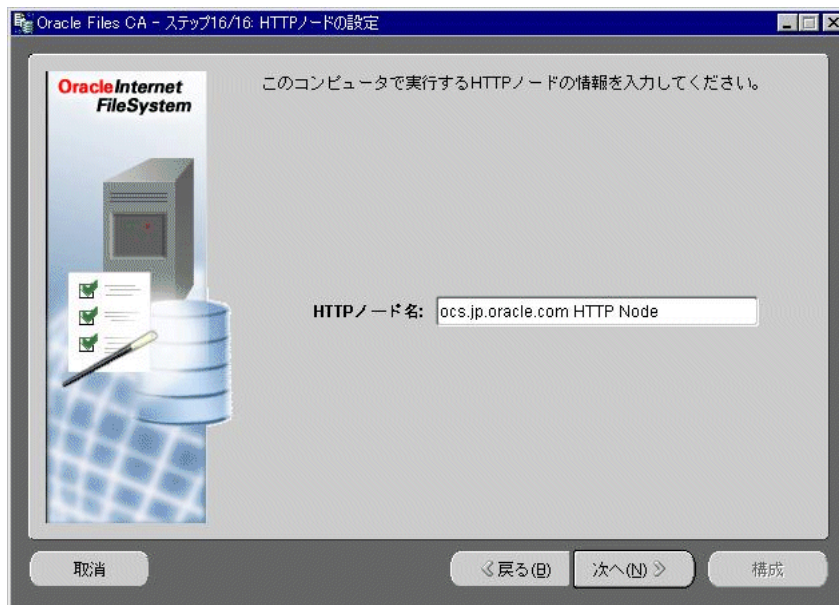 Oracle Files CA - ステップ16/16: HTTPノードの設定
OracleInternet
FileSystem
このコンピュータで実行するHTTPノードの情報を入力してください。
HTTPノード名: ocs.jp.oracle.com HTTP Node
取消
戻る(B)
次へ(N)
構成